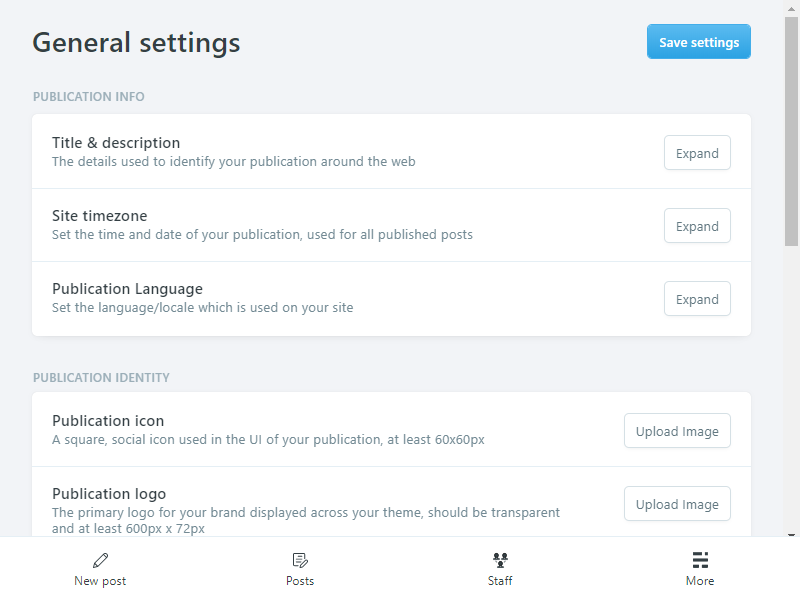 General settings
Save settings
PUBLICATION INFO
Title & description
The details used to identify your publication around the web
Expand
Site timezone
Set the time and date of your publication, used for all published posts
Expand
Publication Language
Set the language/locale which is used on your site
Expand
PUBLICATION IDENTITY
Publication icon
A square, social icon used in the UI of your publication, at least 60x60px
Upload Image
Publication logo
The primary logo for your brand displayed across your theme, should be transparent
and at least 600px x 72px
Upload Image
New post
Posts
Staff
More